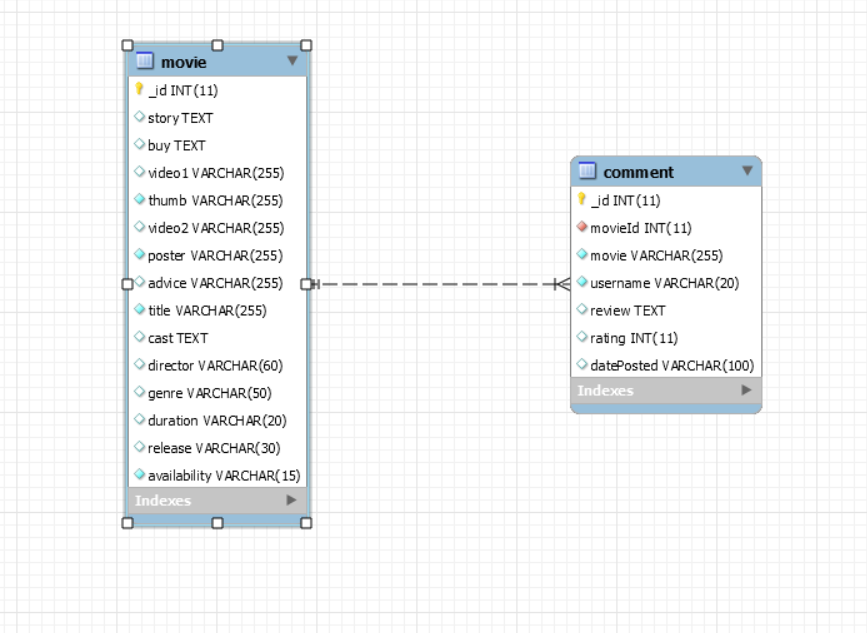 movie
_id INT(11)
story TEXT
buy TEXT
video1 VARCHAR(255)
thumb VARCHAR(255)
video2 VARCHAR(255)
poster VARCHAR(255)
advice VARCHAR(255)
title VARCHAR(255)
cast TEXT
director VARCHAR(60)
genre VARCHAR(50)
duration VARCHAR(20)
release VARCHAR(30)
availability VARCHAR(15)
Indexes
comment
_id INT(11)
movieId INT(11)
movie VARCHAR(255)
username VARCHAR(20)
review TEXT
rating INT(11)
datePosted VARCHAR(100)
Indexes